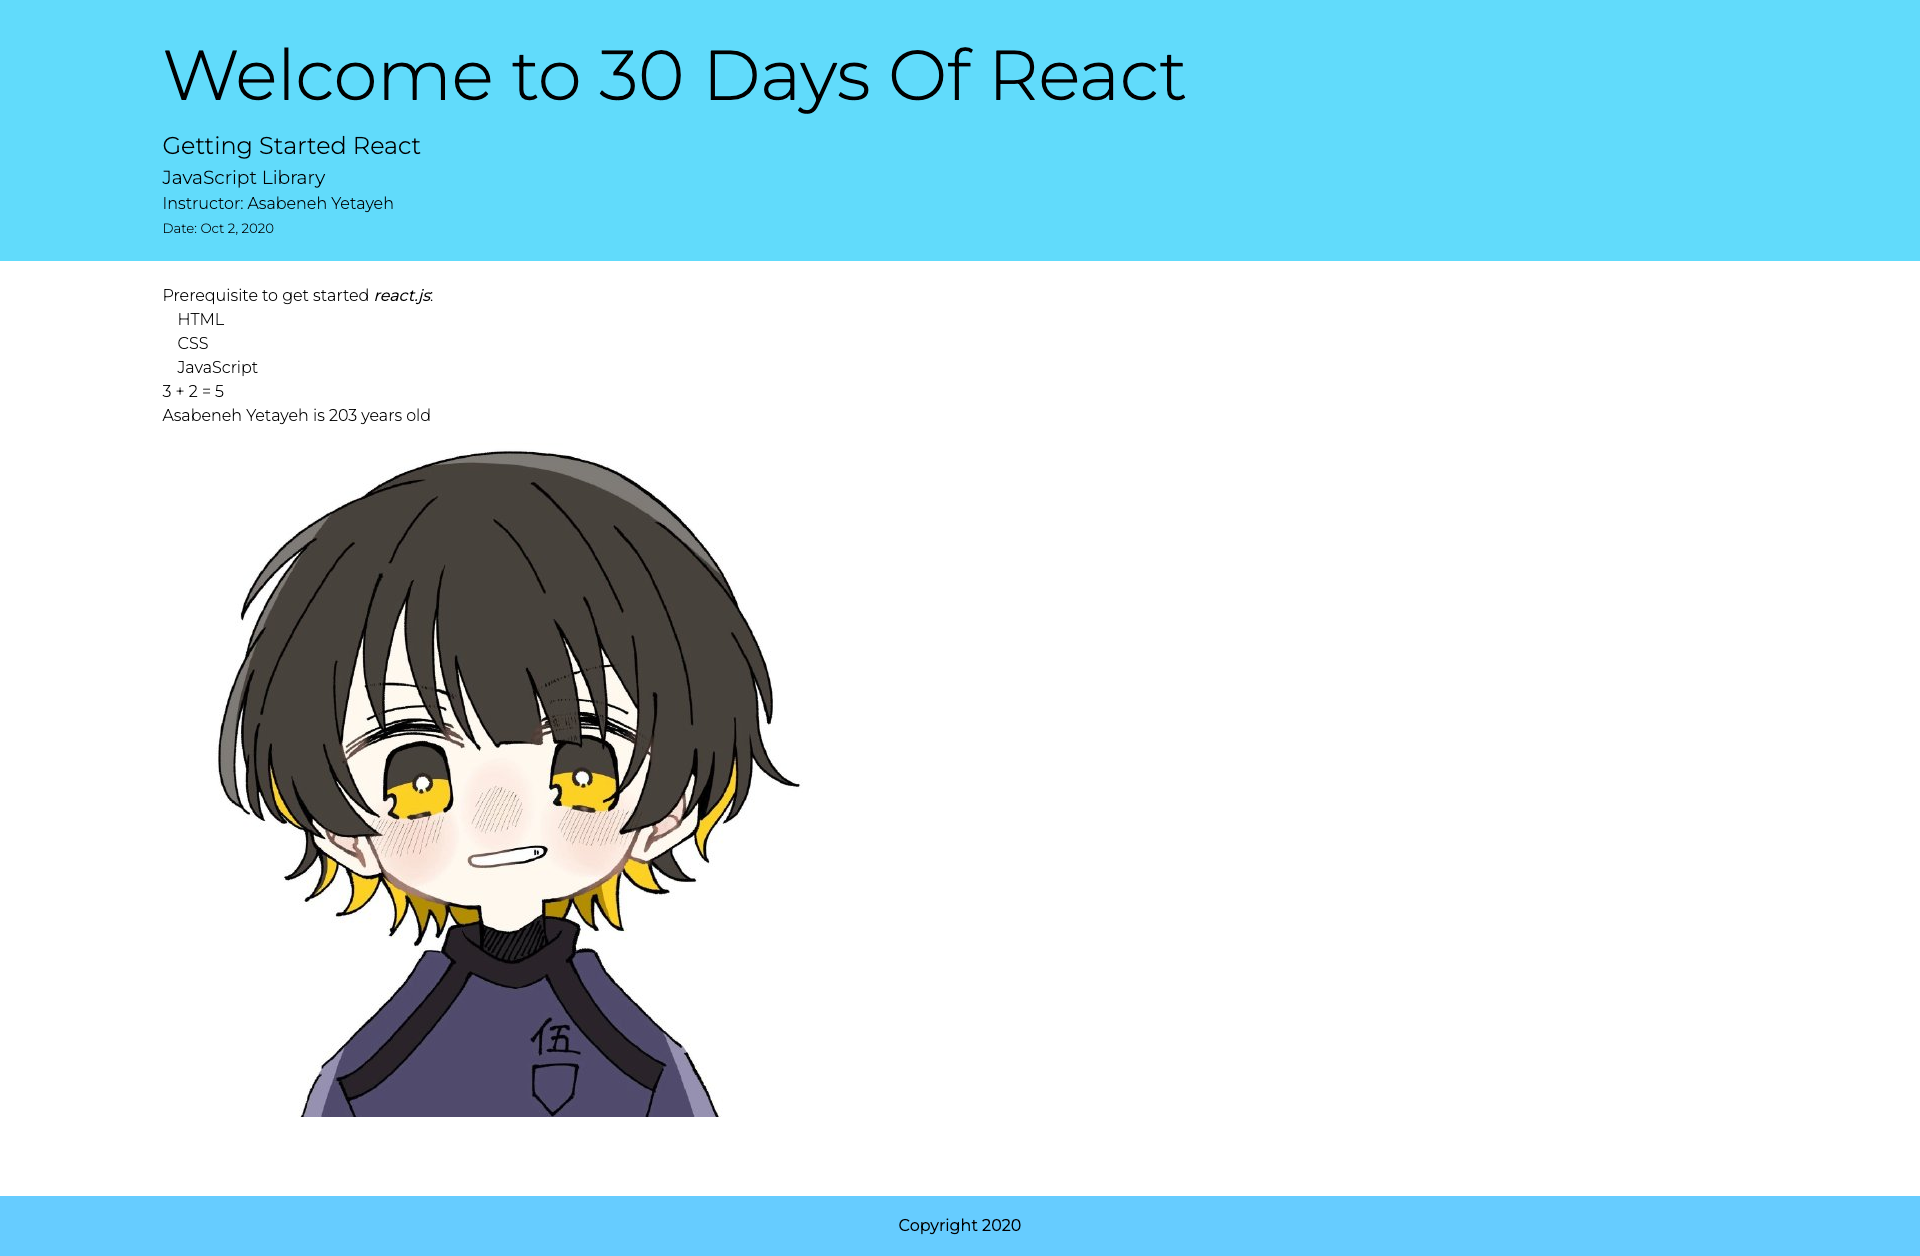 Welcome to 30 Days Of React
Getting Started React
JavaScript Library
Instructor: Asabeneh Yetayeh
Date: Oct 2, 2020
Prerequisite to get started react.js:
HTML
CSS
JavaScript
3 + 2 = 5
Asabeneh Yetayeh is 203 years old
伍
Copyright 2020